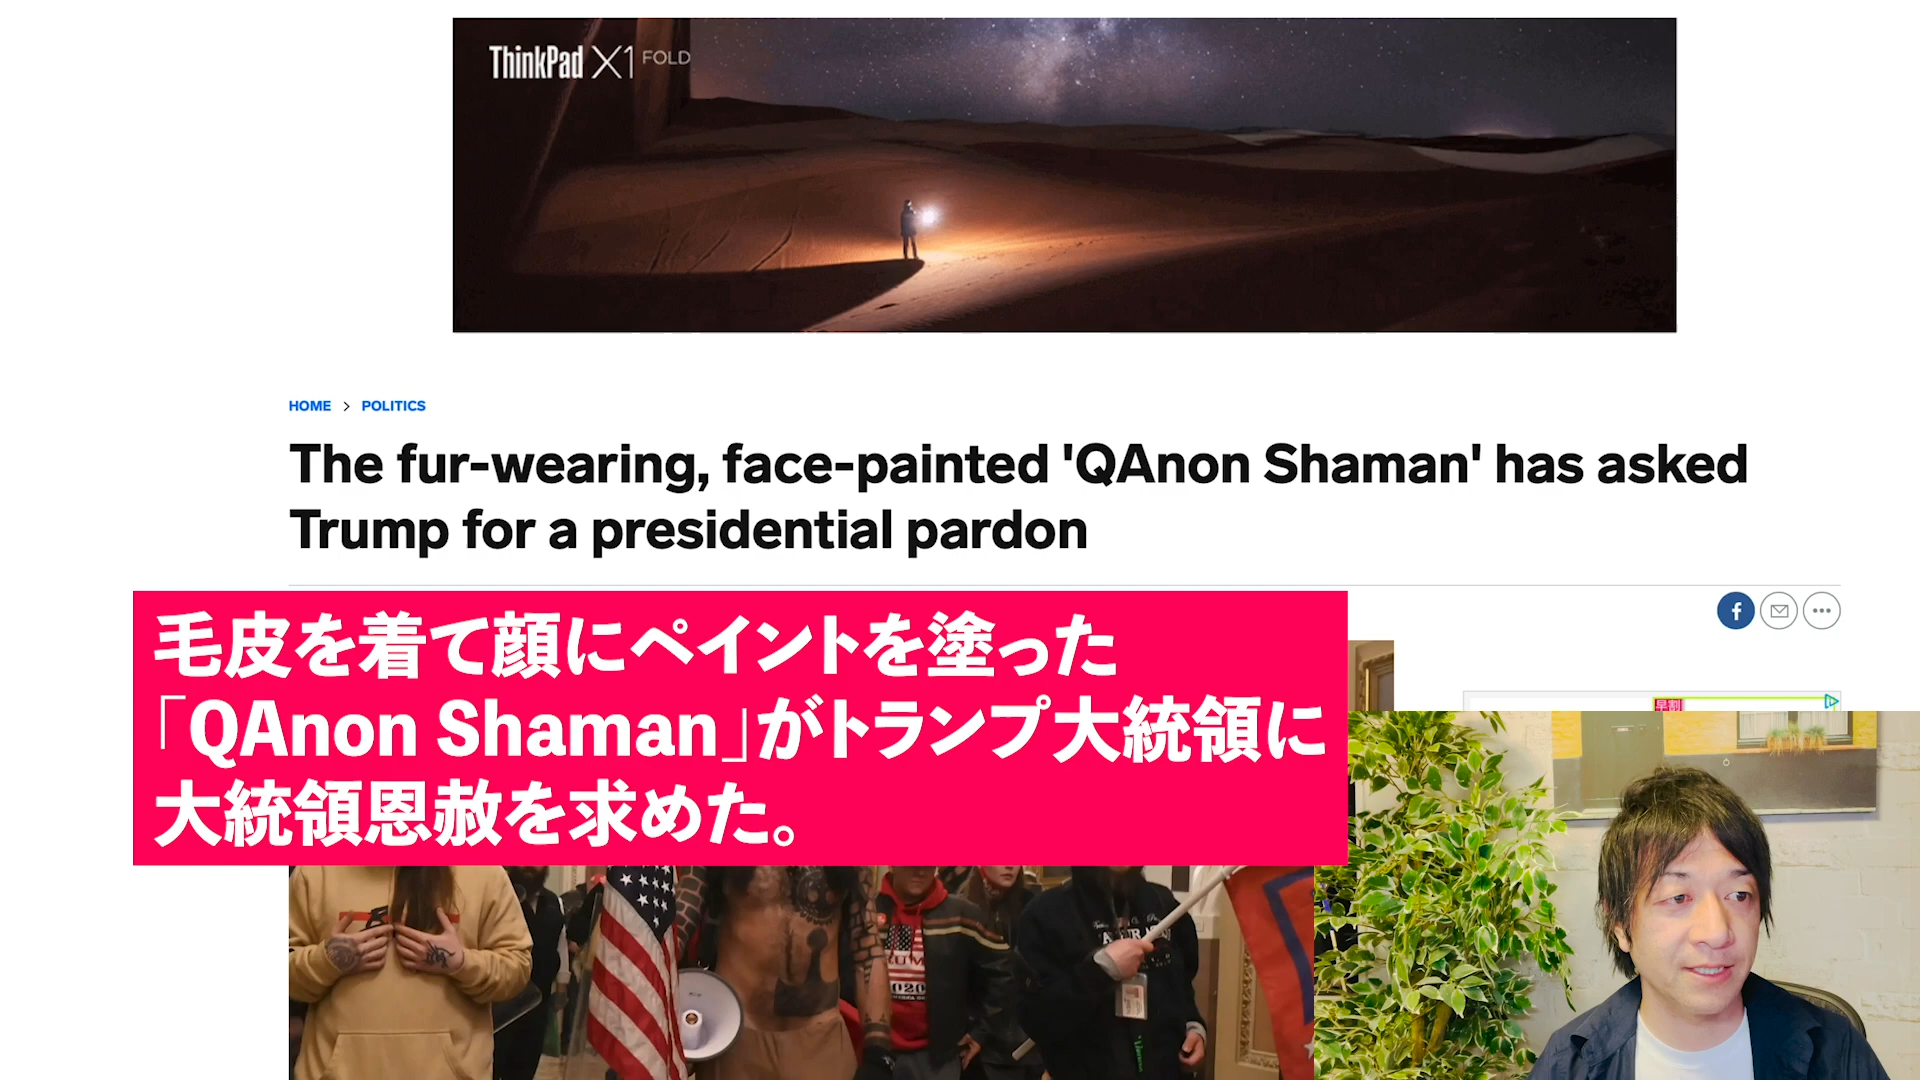 ThinkPad X1 FOLD
HOME > POLITICS
The fur-wearing, face-painted 'QAnon Shaman' has asked
Trump for a presidential pardon
毛皮を着て顔にペイントを塗った
「QAnon Shaman」がトランプ大統領に
大統領恩赦を求めた。
早割